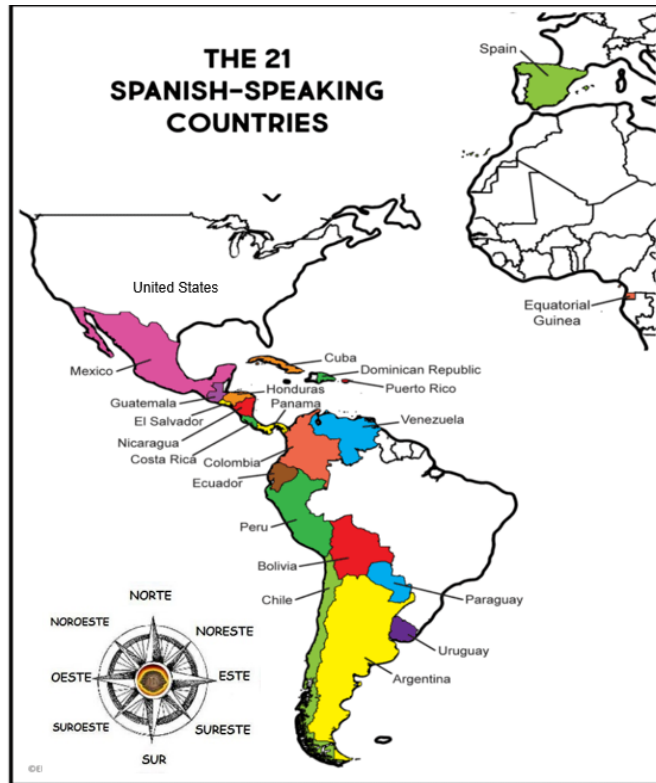 THE 21
SPANISH-SPEAKING
COUNTRIES
Spain
United States
Equatorial
Guinea
Mexico
Cuba
Dominican Republic
Puerto Rico
Guatemala
Honduras
El Salvador
Panama
Venezuela
Nicaragua
Costa Rica
Colombia
Ecuador
Peru
Bolivia
Chile
Paraguay
Uruguay
Argentina
NORTE
NOROESTE
NORESTE
OESTE
ESTE
SUROESTE
SURESTE
SUR